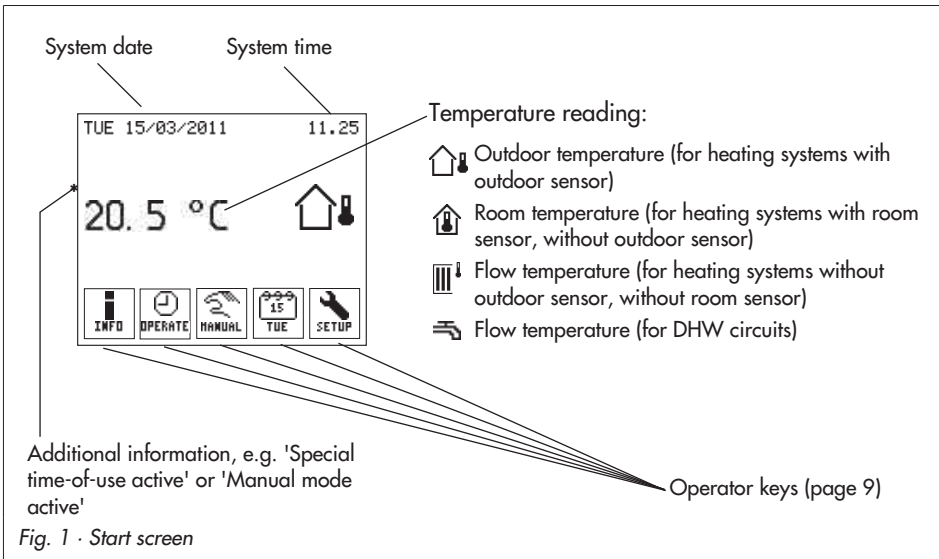 System date
System time
TUE 15/03/2011
11.25
Temperature reading:
Outdoor temperature (for heating systems with
outdoor sensor)
*
20. 5 °C
Room temperature (for heating systems with room
sensor, without outdoor sensor)
Flow temperature (for heating systems without
outdoor sensor, without room sensor)
Flow temperature (for DHW circuits)
INFO
OPERATE
MANUAL
15
TUE
SETUP
Additional information, e.g. 'Special
time-of-use active' or 'Manual mode
active'
Operator keys (page 9)
Fig. 1 · Start screen